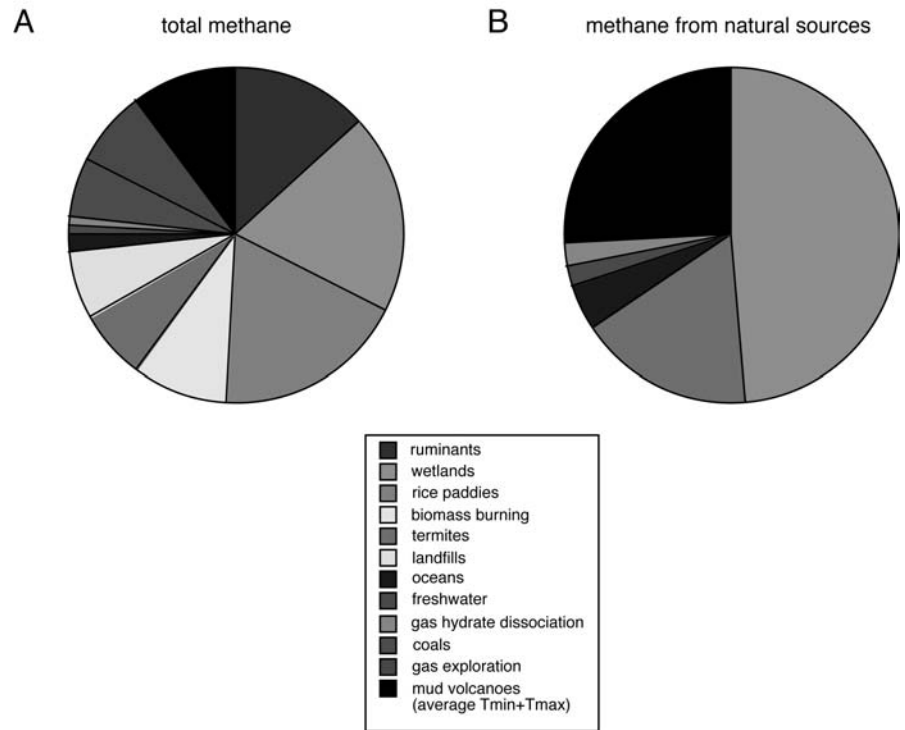 A
total methane
B
methane from natural sources
ruminants
wetlands
rice paddies
biomass burning
termites
landfills
oceans
freshwater
gas hydrate dissociation
coals
gas exploration
mud volcanoes
(average Tmin+Tmax)